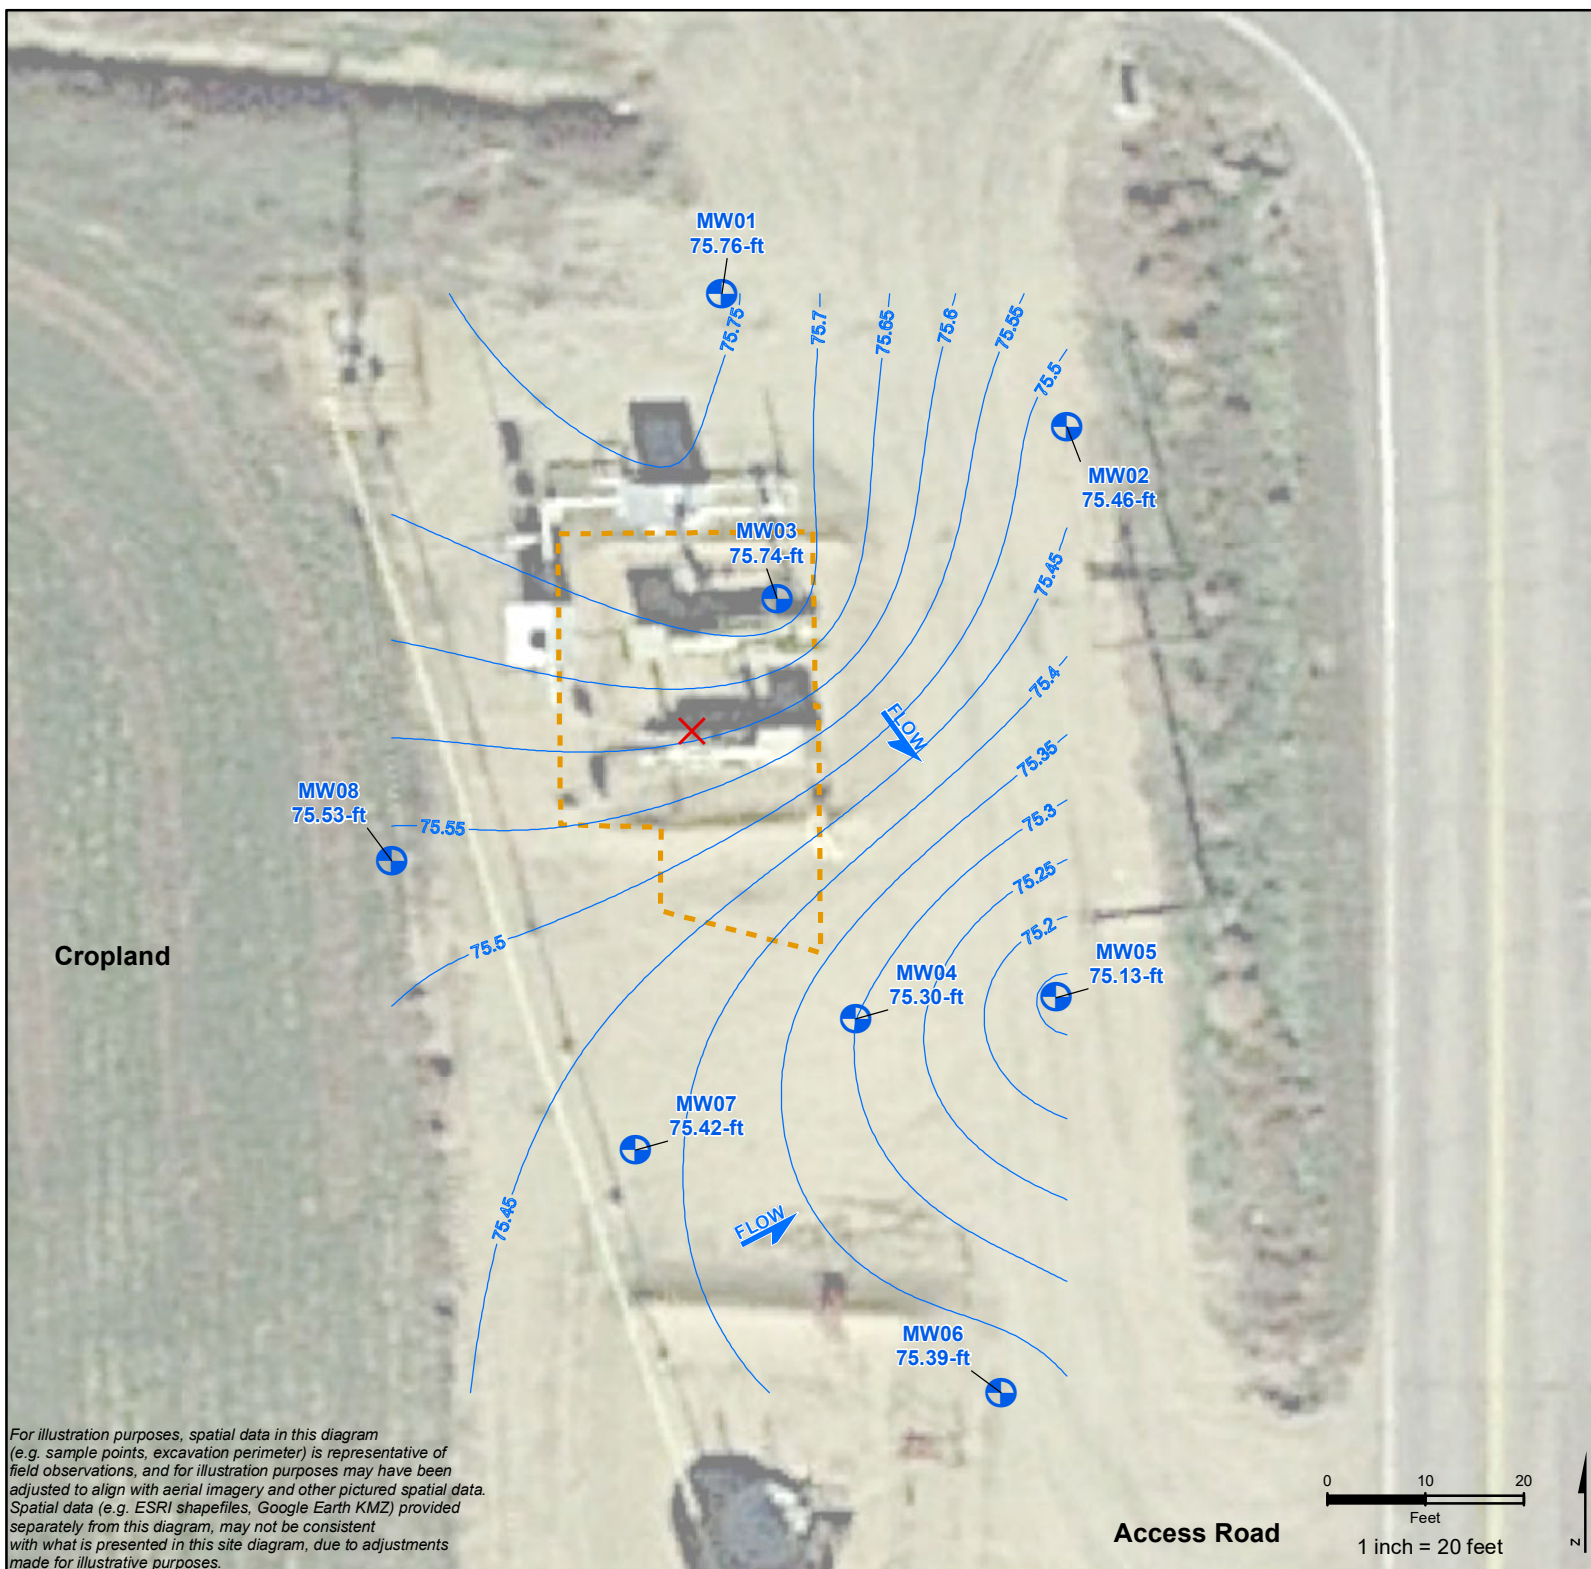 MW01
75.76-ft
75.75
75.7
75.65
75.6
75.55
75.5
MW02
75.46-ft
MW03
75.74-ft
75.45
75.4
FLOW
75.35
MW08
75.53-ft
75.55
75.3
75.25
75.2
75.5
Cropland
MW05
75.13-ft
MW04
75.30-ft
MW07
75.42-ft
75.45
FLOW
MW06
75.39-ft
For illustration purposes, spatial data in this diagram
(e.g. sample points, excavation perimeter) is representative of
field observations, and for illustration purposes may have been
adjusted to align with aerial imagery and other pictured spatial data.
Spatial data (e.g. ESRI shapefiles, Google Earth KMZ) provided
separately from this diagram, may not be consistent
with what is presented in this site diagram, due to adjustments
made for illustrative purposes.
Access Road
0 10 20
Feet
1 inch = 20 feet
N